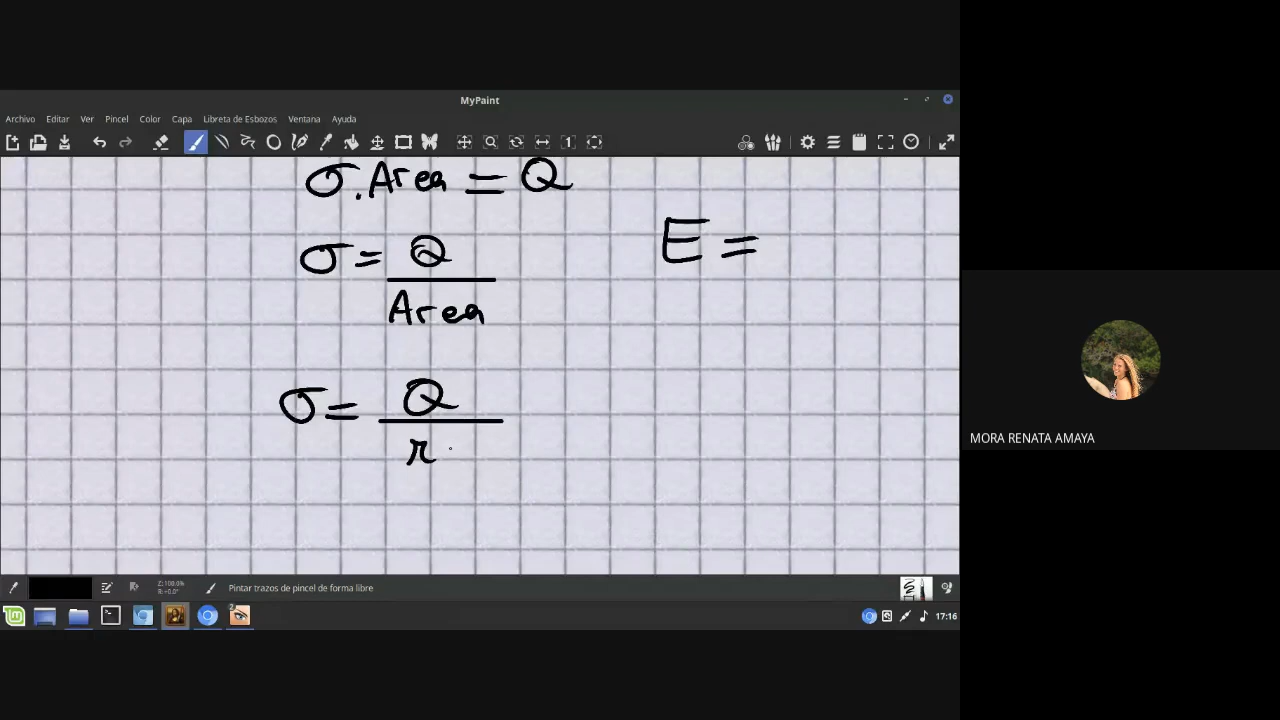 MyPaint
Archivo Editar Ver Pincel Color Capa Libreta de Esbozos Ventana Ayuda
σ.Area = Q
σ = Q / Area
E =
σ = Q / r
MORA RENATA AMAYA
Pintar trazos de pincel de forma libre
17:16